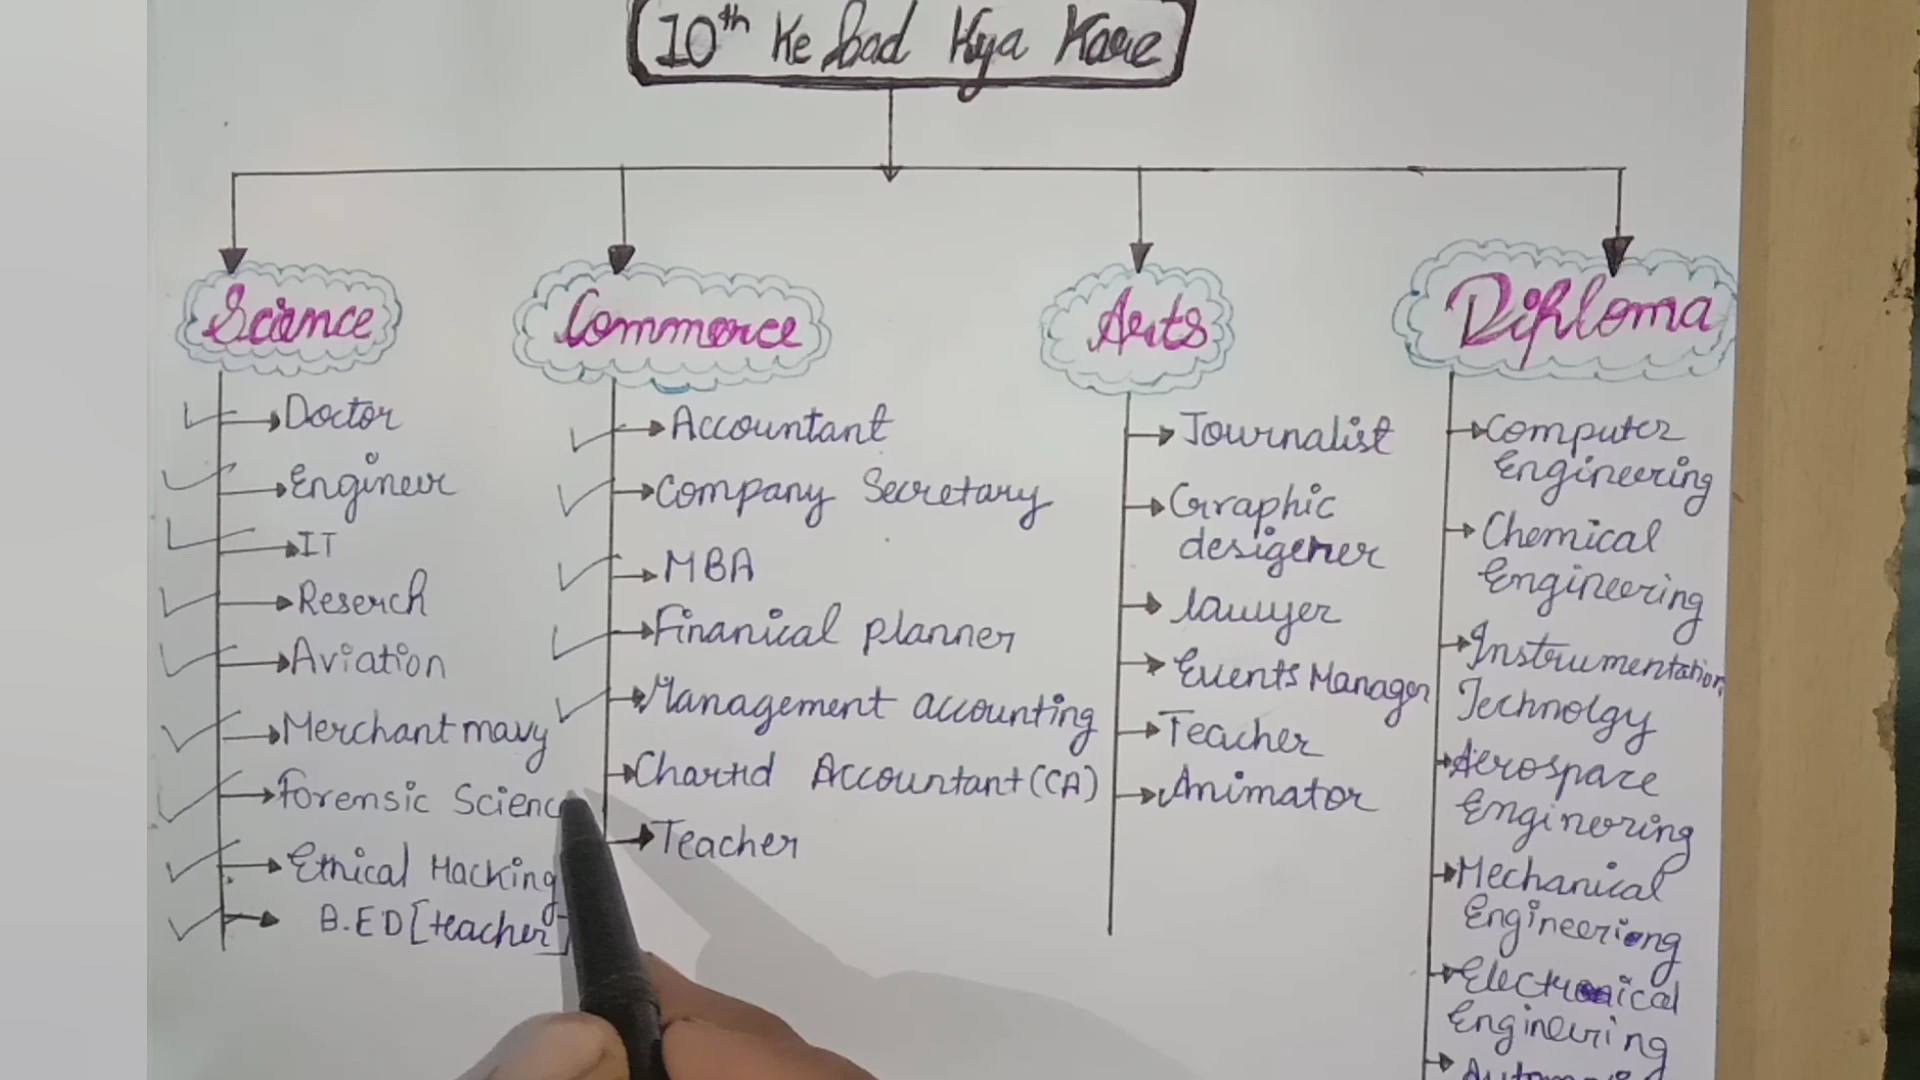 10th Ke bad Kya Kare
Science
Doctor
Engineer
IT
Reserch
Aviation
Merchant mavy
Forensic Scienc
Ethical Hacking
B.ED [teacher]
Commerce
Accountant
Company Secretary
MBA
Finanical planner
Management accounting
Chartd Accountant (CA)
Teacher
Arts
Journalist
Graphic
desigener
lawyer
Events Manager
Teacher
Animator
Diploma
Computer
Engineering
Chemical
Engineering
Instrumentation
Technolgy
Aerospace
Engineering
Mechanical
Engineering
Electronical
Engineering